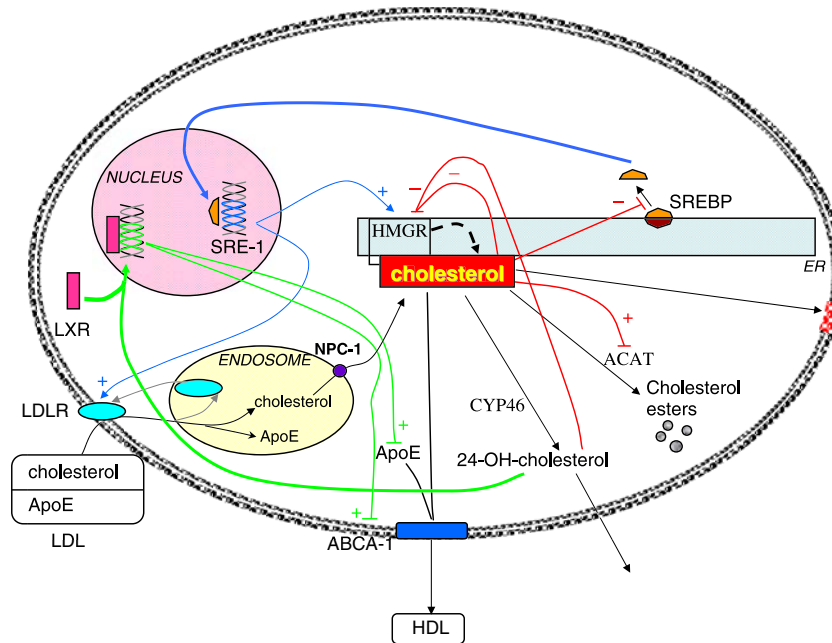 NUCLEUS
SRE-1
LXR
+
HMGR
−
−
−
SREBP
ER
cholesterol
+
ACAT
Cholesterol
esters
ENDOSOME
NPC-1
cholesterol
ApoE
+
LDLR
cholesterol
ApoE
LDL
+
ApoE
CYP46
24-OH-cholesterol
+
ABCA-1
HDL